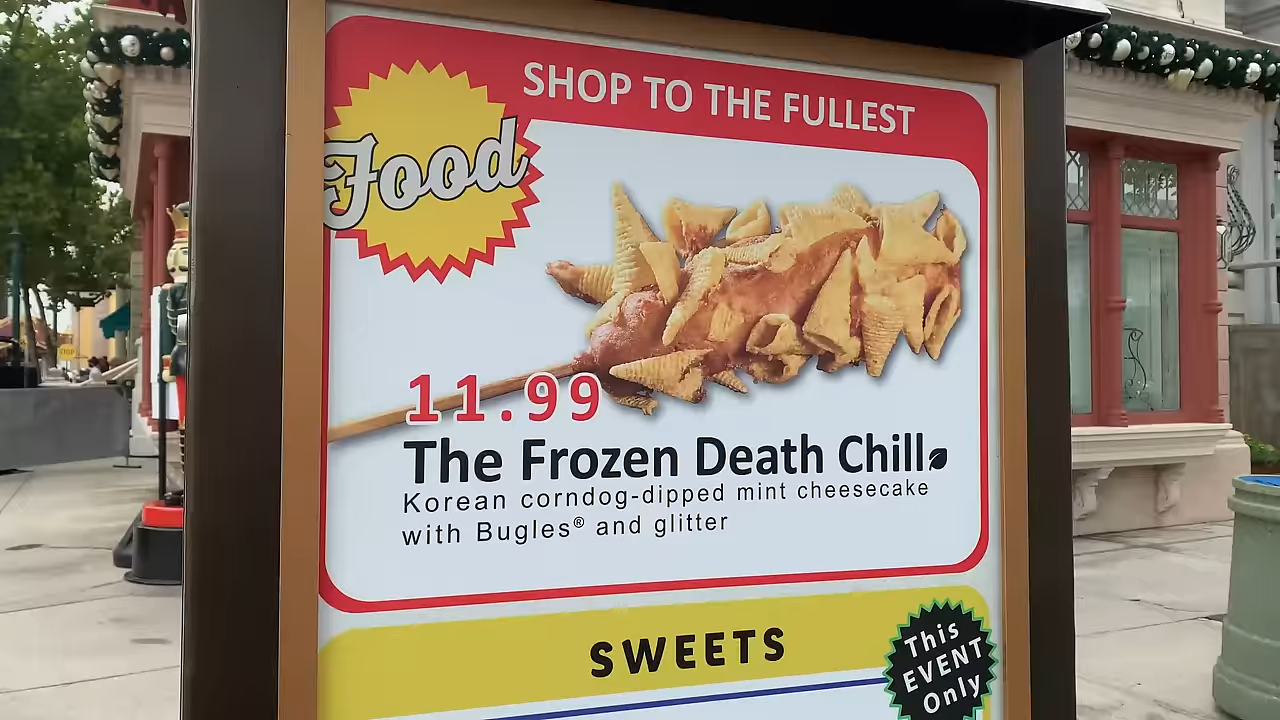 SHOP TO THE FULLEST
Food
11.99
The Frozen Death Chill
Korean corndog-dipped mint cheesecake
with Bugles® and glitter
SWEETS
This
EVENT
Only